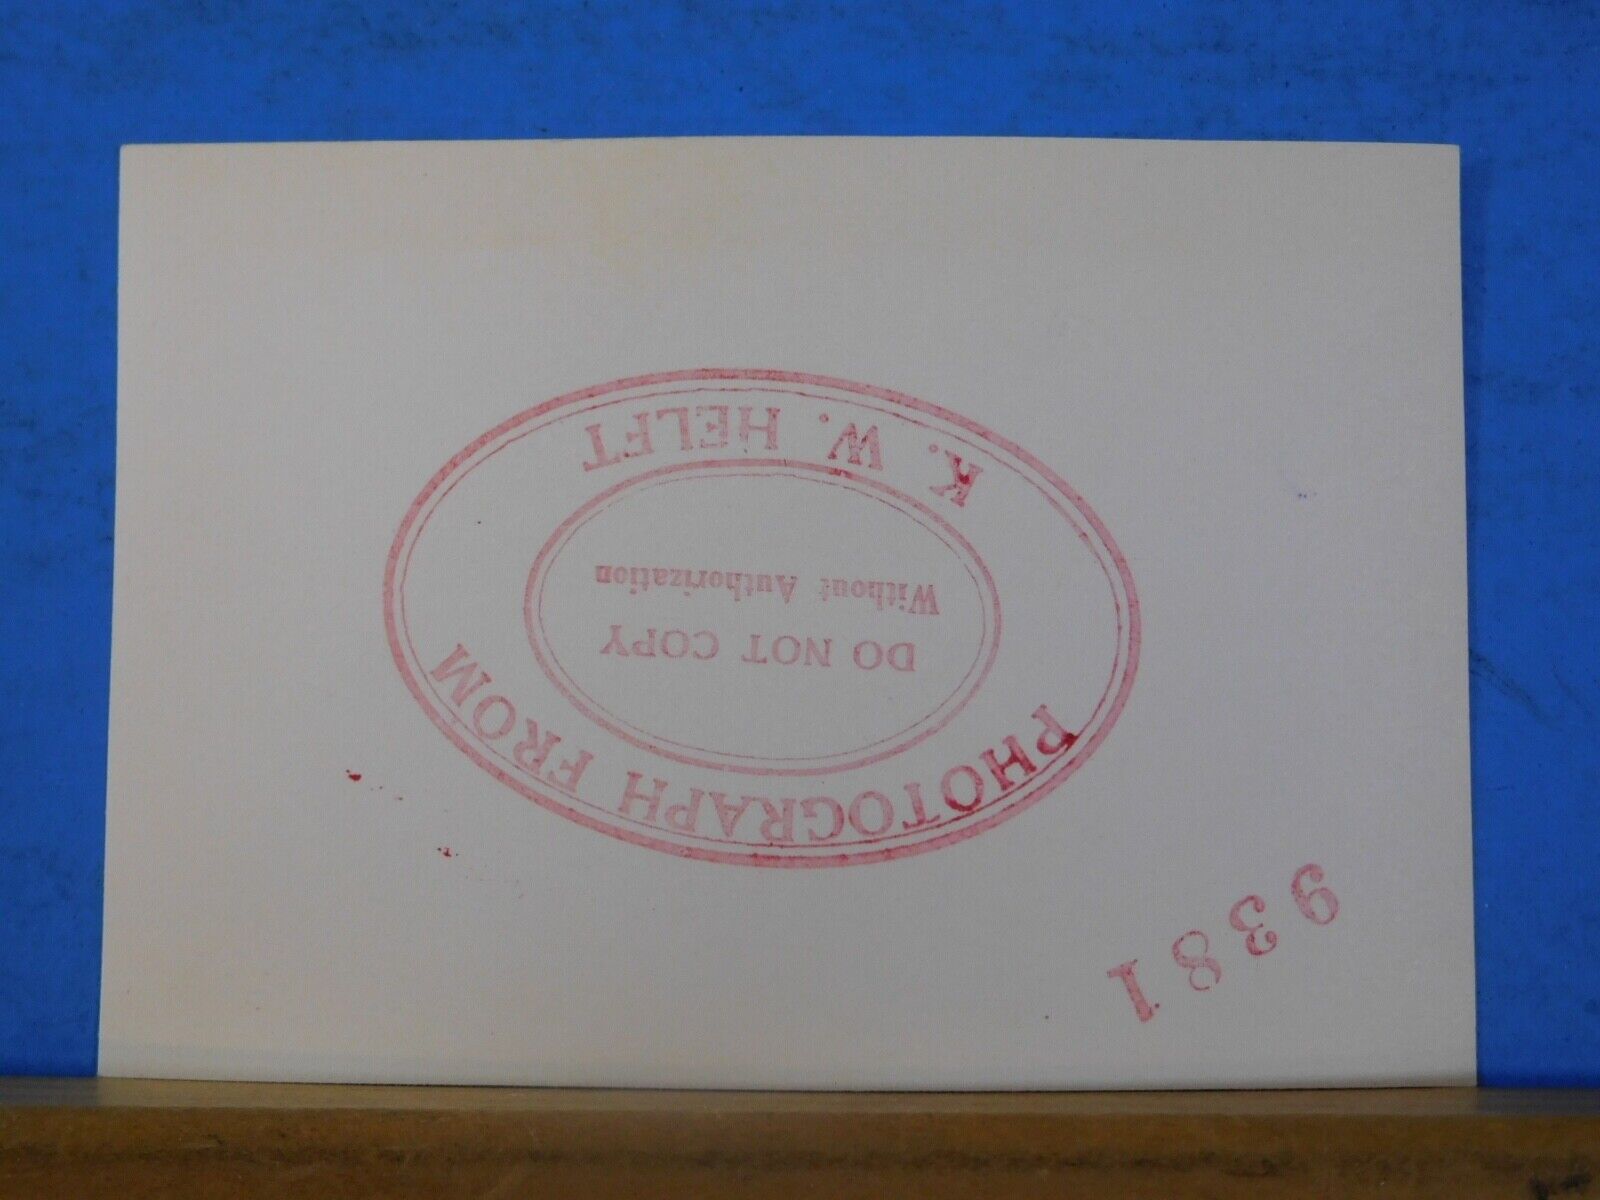 PHOTOGRAPH FROM
DO NOT COPY
Without Authorization
K. W. HELFT
9381